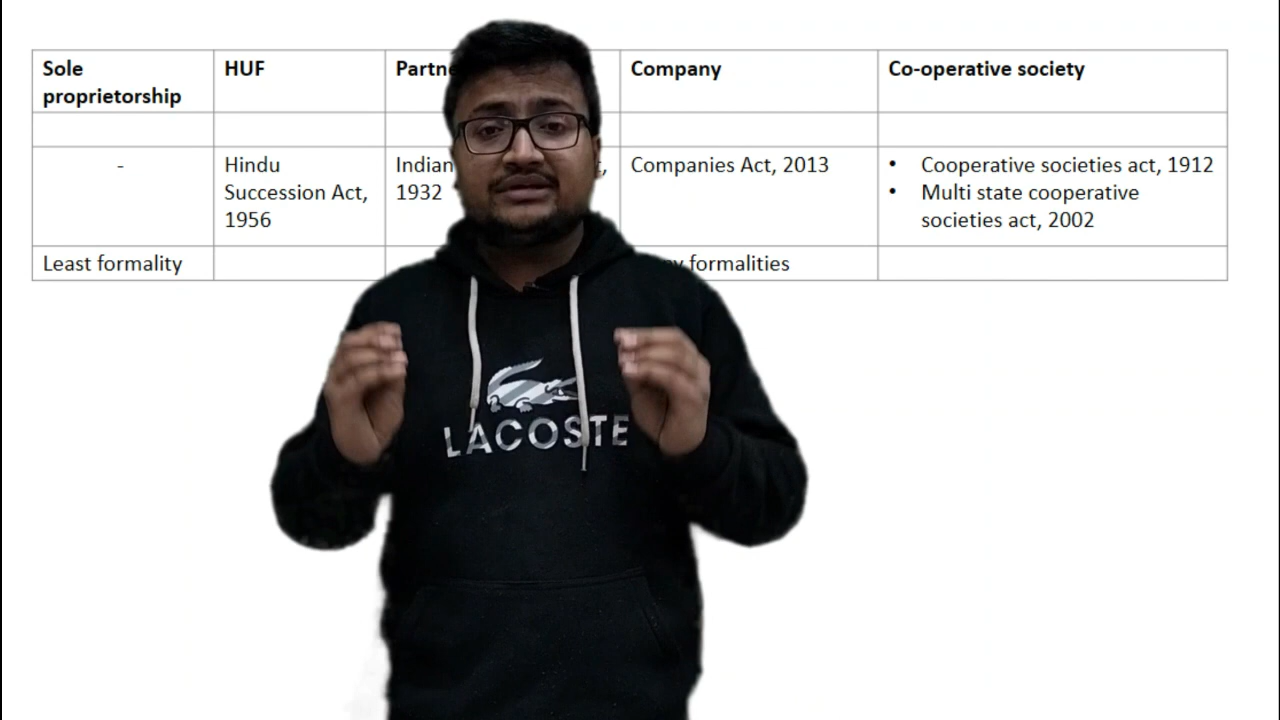 Sole proprietorship
HUF
Company
Co-operative society
-
Hindu
Succession Act,
1956
Indian
1932
Companies Act, 2013
• Cooperative societies act, 1912
• Multi state cooperative
societies act, 2002
Least formality
formalities
LACOSTE